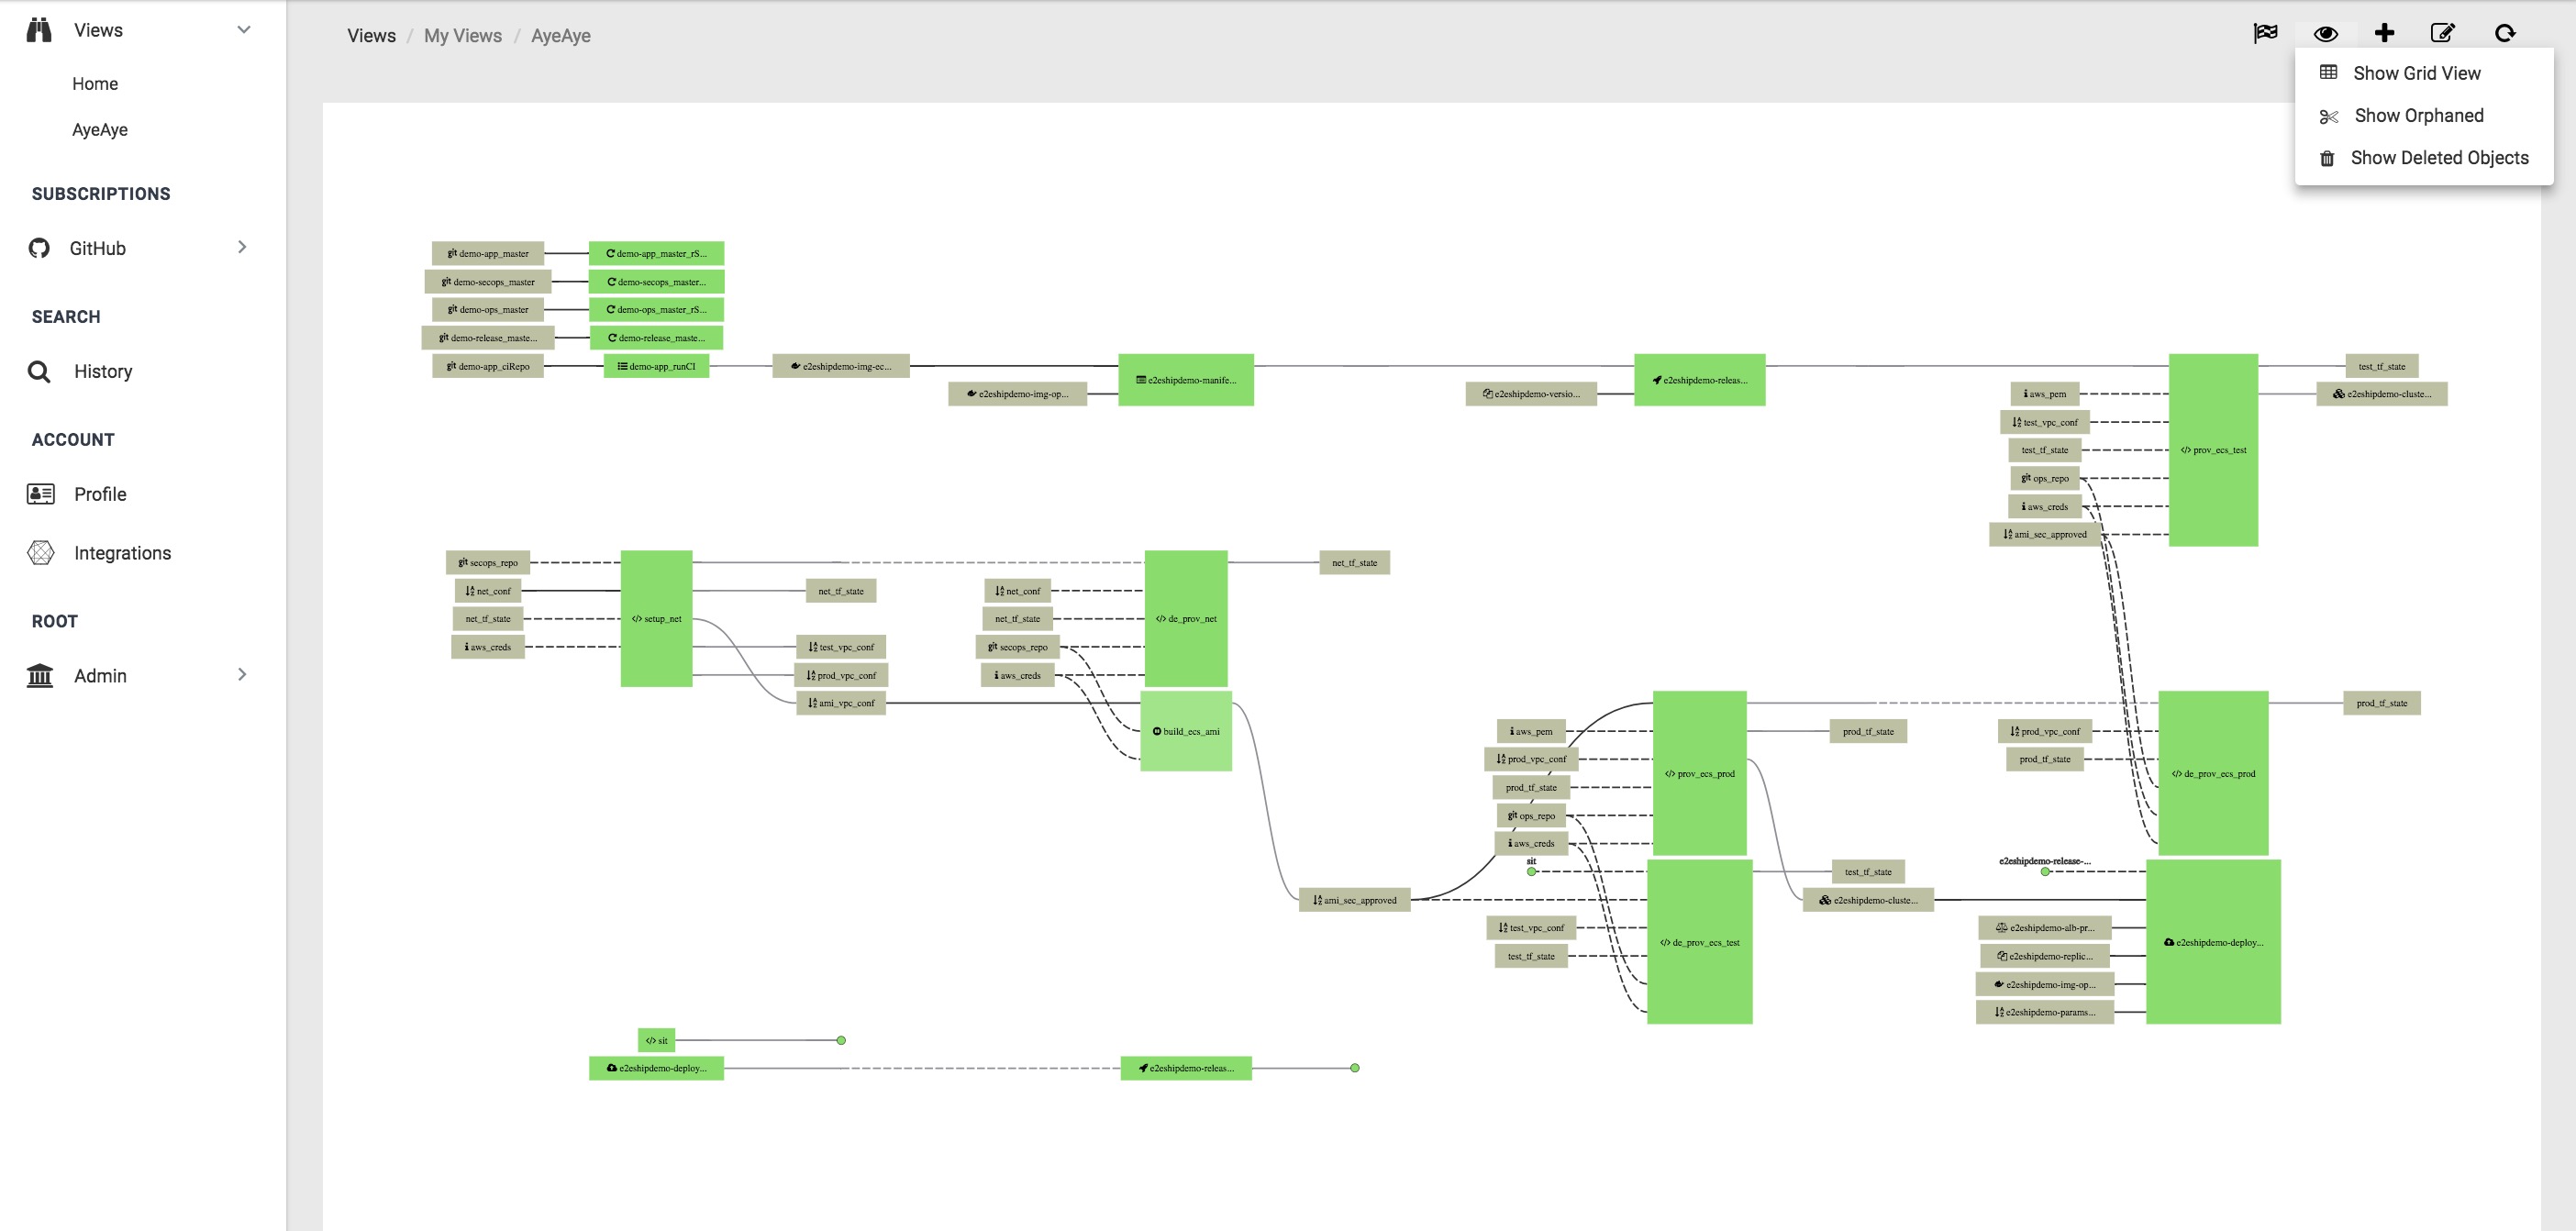 Views
Home
AyeAye
SUBSCRIPTIONS
GitHub
SEARCH
History
ACCOUNT
Profile
Integrations
ROOT
Admin
Views / My Views / AyeAye
Show Grid View
Show Orphaned
Show Deleted Objects
git demo-app_master
demo-app_master_rS...
git demo-secops_master
demo-secops_master...
git demo-ops_master
demo-ops_master_rS...
git demo-release_maste...
demo-release_maste...
git demo-app_ciRepo
demo-app_runCI
e2eshipdemo-img-ec...
e2eshipdemo-img-op...
e2eshipdemo-manife...
e2eshipdemo-versio...
e2eshipdemo-releas...
aws_pem
test_vpc_conf
test_tf_state
git ops_repo
aws_creds
ami_sec_approved
prov_ecs_test
test_tf_state
e2eshipdemo-cluste...
git secops_repo
net_conf
net_tf_state
aws_creds
setup_net
net_tf_state
test_vpc_conf
prod_vpc_conf
ami_vpc_conf
net_conf
net_tf_state
git secops_repo
aws_creds
de_prov_net
build_ecs_ami
net_tf_state
ami_sec_approved
aws_pem
prod_vpc_conf
prod_tf_state
git ops_repo
aws_creds
sit
test_vpc_conf
test_tf_state
prov_ecs_prod
de_prov_ecs_test
prod_tf_state
test_tf_state
e2eshipdemo-cluste...
prod_vpc_conf
prod_tf_state
e2eshipdemo-release-...
e2eshipdemo-alb-pr...
e2eshipdemo-replic...
e2eshipdemo-img-op...
e2eshipdemo-params...
de_prov_ecs_prod
e2eshipdemo-deploy...
prod_tf_state
sit
e2eshipdemo-deploy...
e2eshipdemo-releas...